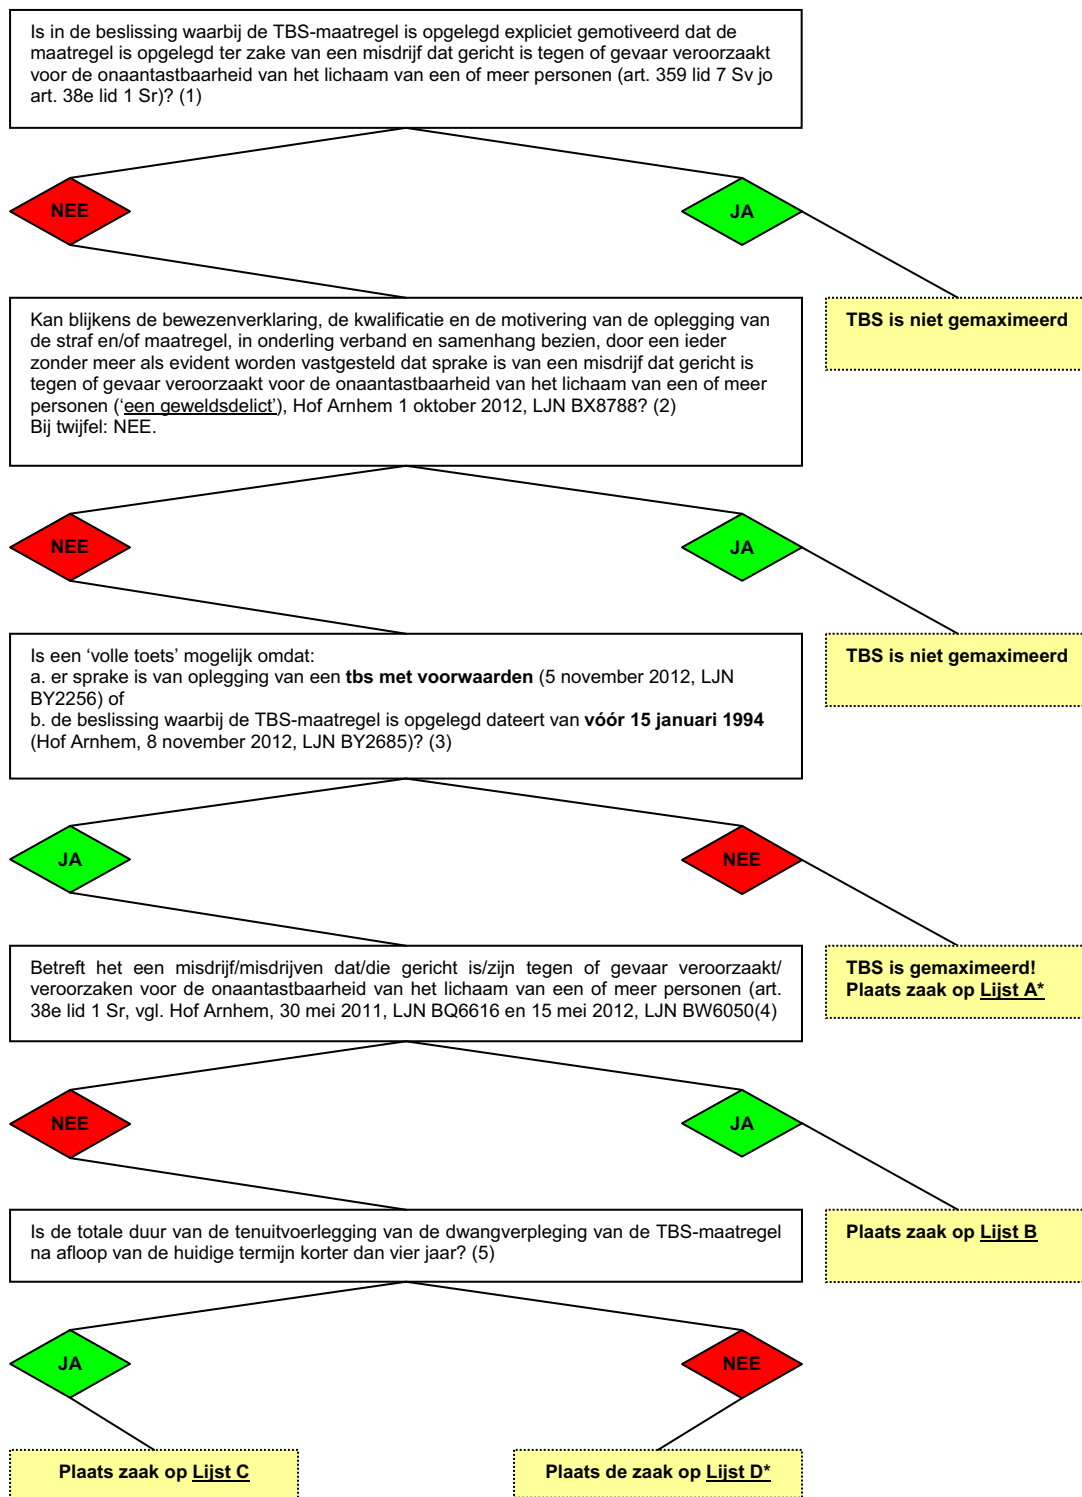 Is in de beslissing waarbij de TBS-maatregel is opgelegd expliciet gemotiveerd dat de
maatregel is opgelegd ter zake van een misdrijf dat gericht is tegen of gevaar veroorzaakt
voor de onaantastbaarheid van het lichaam van een of meer personen (art. 359 lid 7 Sv jo
art. 38e lid 1 Sr)? (1)
NEE
JA
Kan blijkens de bewezenverklaring, de kwalificatie en de motivering van de oplegging van
de straf en/of maatregel, in onderling verband en samenhang bezien, door een ieder
zonder meer als evident worden vastgesteld dat sprake is van een misdrijf dat gericht is
tegen of gevaar veroorzaakt voor de onaantastbaarheid van het lichaam van een of meer
personen (‘een geweldsdelict’), Hof Arnhem 1 oktober 2012, LJN BX8788? (2)
Bij twijfel: NEE.
TBS is niet gemaximeerd
NEE
JA
Is een ‘volle toets’ mogelijk omdat:
a. er sprake is van oplegging van een tbs met voorwaarden (5 november 2012, LJN
BY2256) of
b. de beslissing waarbij de TBS-maatregel is opgelegd dateert van vóór 15 januari 1994
(Hof Arnhem, 8 november 2012, LJN BY2685)? (3)
TBS is niet gemaximeerd
JA
NEE
Betreft het een misdrijf/misdrijven dat/die gericht is/zijn tegen of gevaar veroorzaakt/
veroorzaken voor de onaantastbaarheid van het lichaam van een of meer personen (art.
38e lid 1 Sr, vgl. Hof Arnhem, 30 mei 2011, LJN BQ6616 en 15 mei 2012, LJN BW6050(4)
TBS is gemaximeerd!
Plaats zaak op Lijst A*
NEE
JA
Is de totale duur van de tenuitvoerlegging van de dwangverpleging van de TBS-maatregel
na afloop van de huidige termijn korter dan vier jaar? (5)
Plaats zaak op Lijst B
JA
NEE
Plaats zaak op Lijst C
Plaats de zaak op Lijst D*